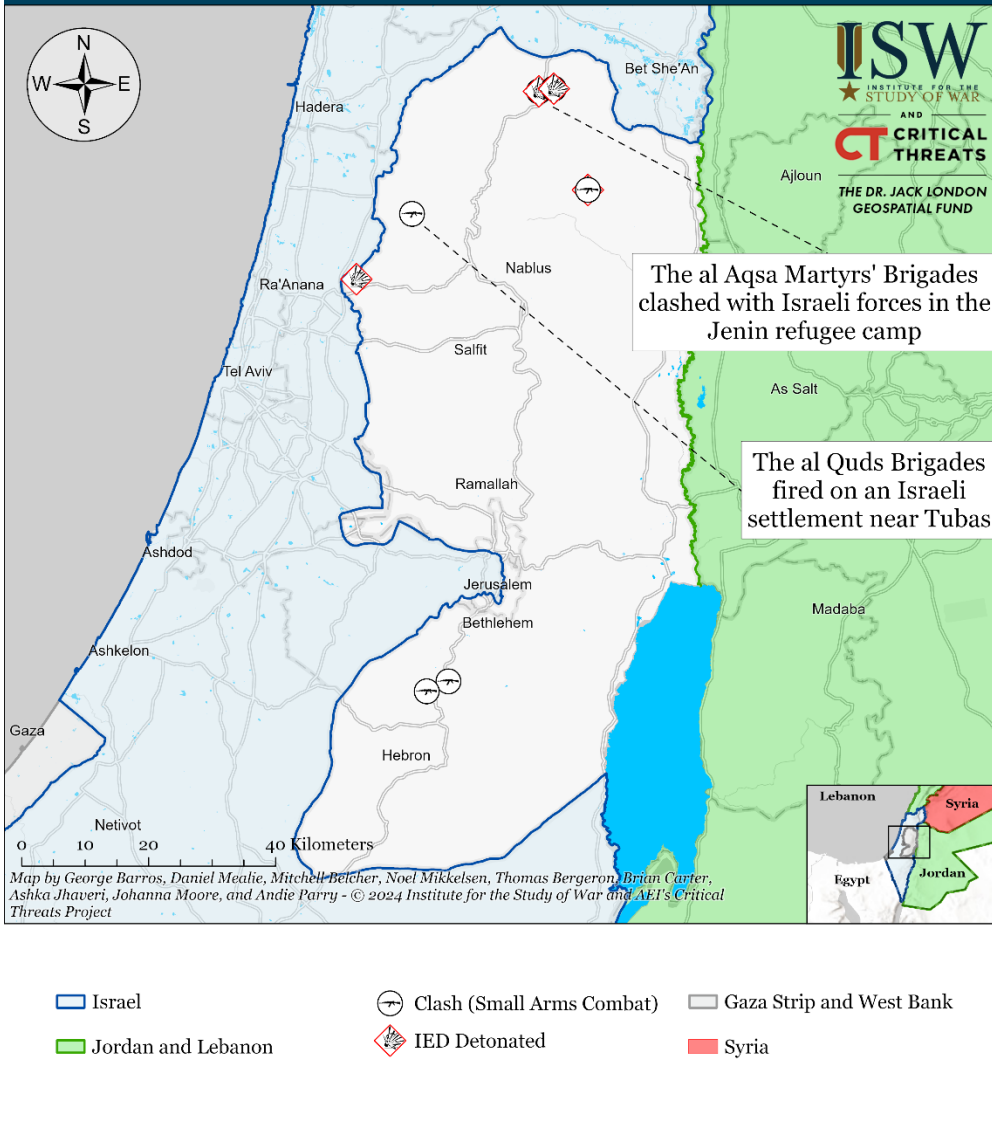 N
W E
S
ISW
INSTITUTE FOR THE
STUDY OF WAR
AND
CT CRITICAL
THREATS
THE DR. JACK LONDON
GEOSPATIAL FUND
Bet She'An
Hadera
Ajloun
The al Aqsa Martyrs' Brigades
clashed with Israeli forces in the
Jenin refugee camp
Nablus
Ra'Anana
Salfit
Tel Aviv
As Salt
The al Quds Brigades
fired on an Israeli
settlement near Tubas
Ramallah
Ashdod
Jerusalem
Bethlehem
Madaba
Ashkelon
Gaza
Hebron
Netivot
0 10 20 40 Kilometers
Map by George Barros, Daniel Mealie, Mitchell Belcher, Noel Mikkelsen, Thomas Bergeron, Brian Carter,
Ashka Jhaveri, Johanna Moore, and Andie Parry - © 2024 Institute for the Study of War and AEI's Critical
Threats Project
Lebanon
Syria
Egypt
Jordan
Israel
Clash (Small Arms Combat)
Gaza Strip and West Bank
Jordan and Lebanon
IED Detonated
Syria